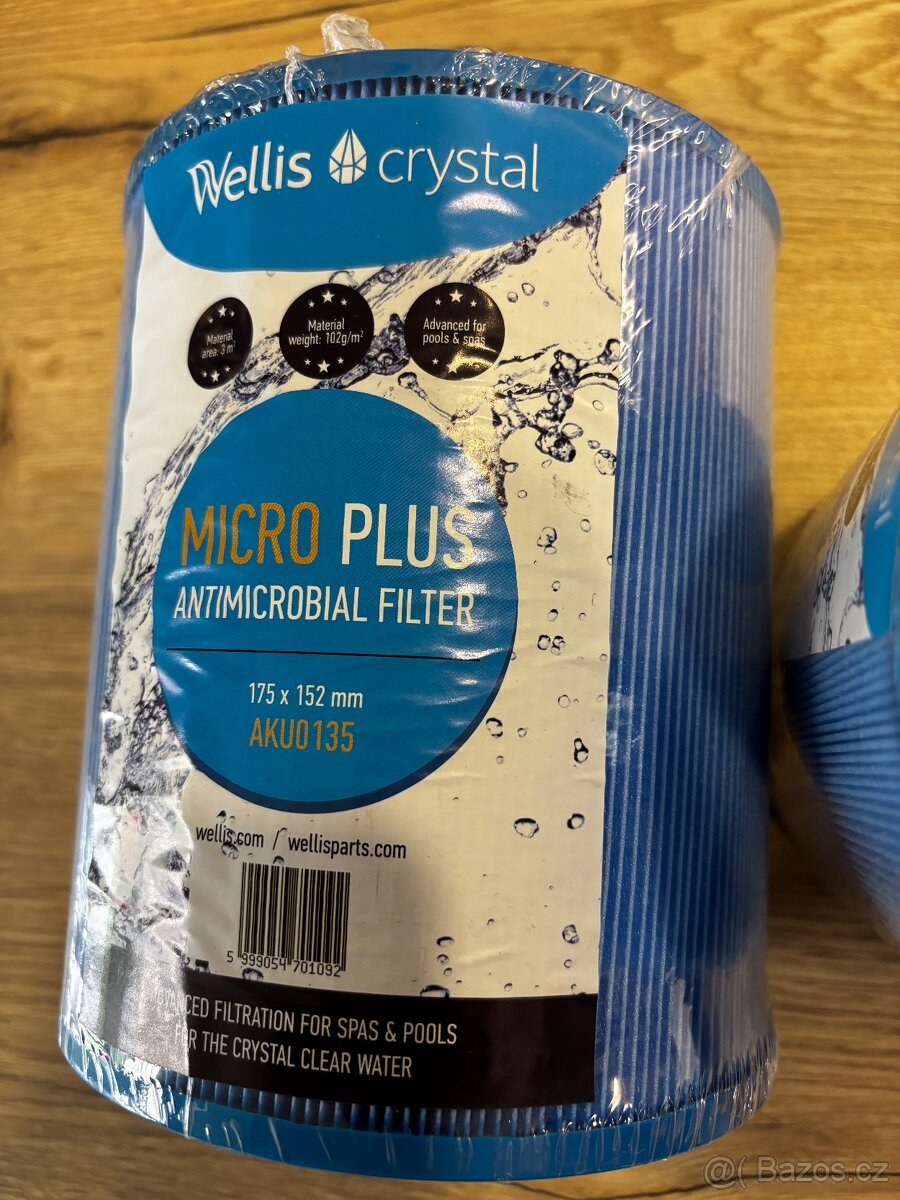 Wellis crystal
Material
area: 3 m²
Material
weight: 102g/m²
Advanced for
pools & spas
MICRO PLUS
ANTIMICROBIAL FILTER
175 x 152 mm
AKU0135
wellis.com / wellisparts.com
5 999054 701092
ADVANCED FILTRATION FOR SPAS & POOLS
FOR THE CRYSTAL CLEAR WATER
@( Bazos.cz